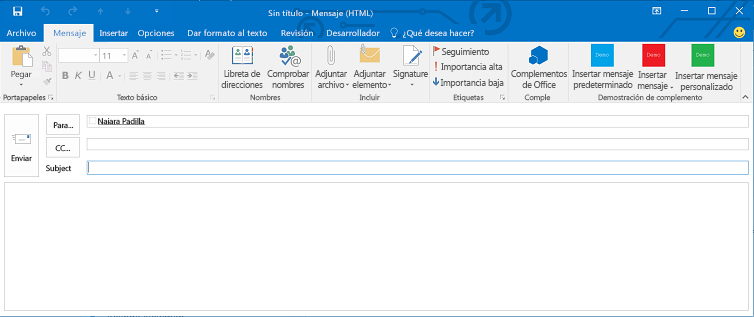 Sin título - Mensaje (HTML)
Archivo Mensaje Insertar Opciones Dar formato al texto Revisión Desarrollador ¿Qué desea hacer?
Pegar
11
N K S
A
Libreta de direcciones
Comprobar nombres
Adjuntar archivo
Adjuntar elemento
Signature
Seguimiento
Importancia alta
Importancia baja
Complementos de Office
Demo
Insertar mensaje predeterminado
Demo
Insertar mensaje
Demo
Insertar mensaje personalizado
Portapapeles Texto básico Nombres Incluir Etiquetas Comple Demostración de complemento
Enviar
Para... Naiara Padilla
CC...
Subject